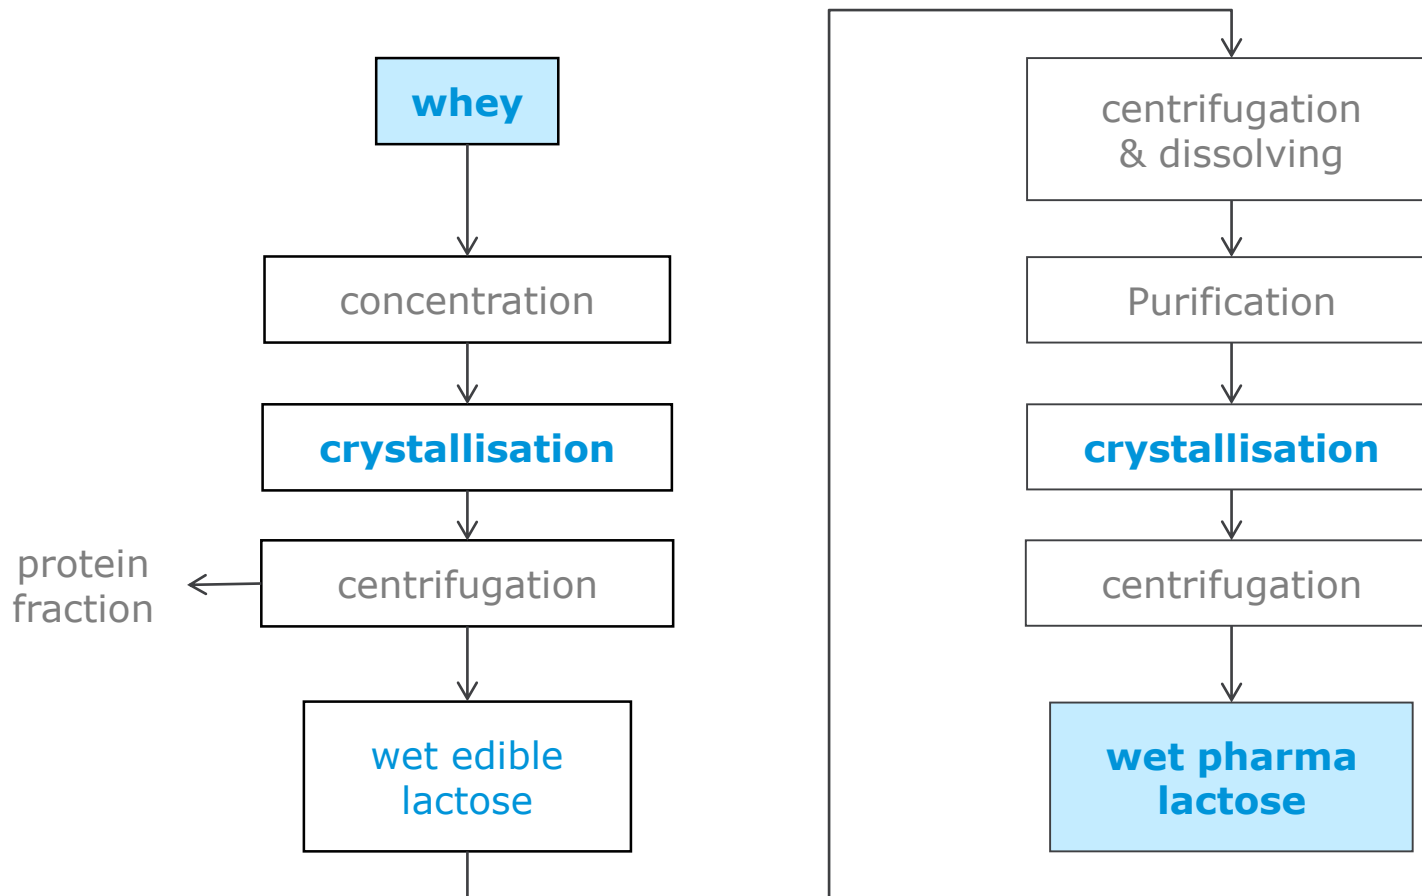 whey
concentration
crystallisation
centrifugation
protein
fraction
wet edible
lactose
centrifugation
& dissolving
Purification
crystallisation
centrifugation
wet pharma
lactose